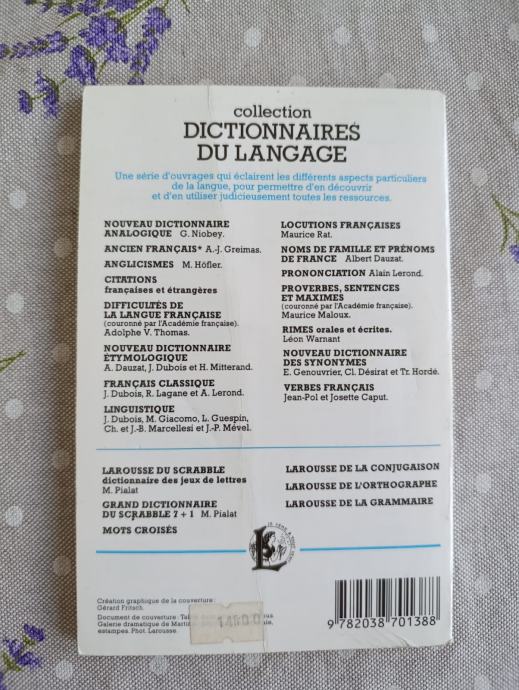 collection
DICTIONNAIRES
DU LANGAGE
Une série d'ouvrages qui éclairent les différents aspects particuliers
de la langue, pour permettre d'en découvrir
et d'en utiliser judicieusement toutes les ressources.
NOUVEAU DICTIONNAIRE
ANALOGIQUE G. Niobey.
ANCIEN FRANÇAIS* A.-J. Greimas.
ANGLICISMES M. Höfler.
CITATIONS
françaises et étrangères
DIFFICULTÉS DE
LA LANGUE FRANÇAISE
(couronné par l'Académie française).
Adolphe V. Thomas.
NOUVEAU DICTIONNAIRE
ÉTYMOLOGIQUE
A. Dauzat, J. Dubois et H. Mitterand.
FRANÇAIS CLASSIQUE
J. Dubois, R. Lagane et A. Lerond.
LINGUISTIQUE
J. Dubois, M. Giacomo, L. Guespin,
Ch. et J.-B. Marcellesi et J.-P. Mével.
LOCUTIONS FRANÇAISES
Maurice Rat.
NOMS DE FAMILLE ET PRÉNOMS
DE FRANCE Albert Dauzat.
PRONONCIATION Alain Lerond.
PROVERBES, SENTENCES
ET MAXIMES
(couronné par l'Académie française).
Maurice Maloux.
RIMES orales et écrites.
Léon Warnant
NOUVEAU DICTIONNAIRE
DES SYNONYMES
E. Genouvrier, Cl. Désirat et Tr. Hordé.
VERBES FRANÇAIS
Jean-Pol et Josette Caput.
LAROUSSE DU SCRABBLE
dictionnaire des jeux de lettres
M. Pialat
GRAND DICTIONNAIRE
DU SCRABBLE 7 + 1 M. Pialat
MOTS CROISÉS
LAROUSSE DE LA CONJUGAISON
LAROUSSE DE L'ORTHOGRAPHE
LAROUSSE DE LA GRAMMAIRE
Création graphique de la couverture :
Gérard Fritsch.
Document de couverture :
Galerie dramatique de
estampes. Phot. Larousse.
9 782038 701388